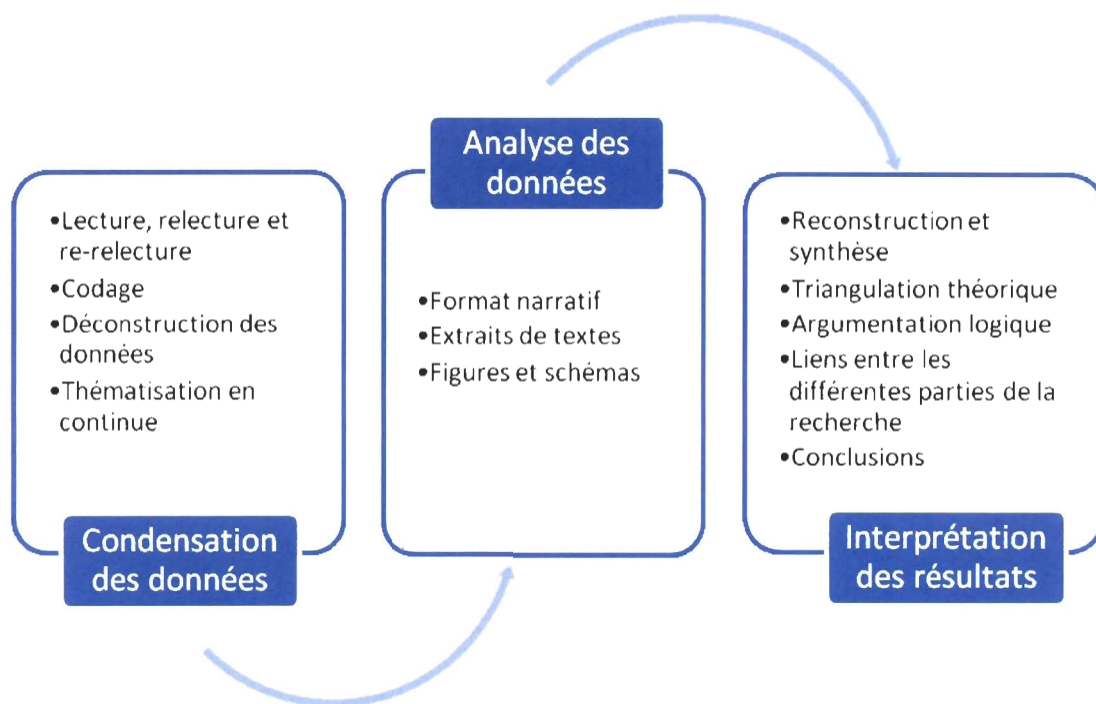 •Lecture, relecture et
re-relecture
•Codage
•Déconstruction des
données
•Thématisation en
continue
Condensation
des données
Analyse des
données
•Format narratif
•Extraits de textes
•Figures et schémas
•Reconstruction et
synthèse
•Triangulation théorique
•Argumentation logique
•Liens entre les
différentes parties de la
recherche
•Conclusions
Interprétation
des résultats